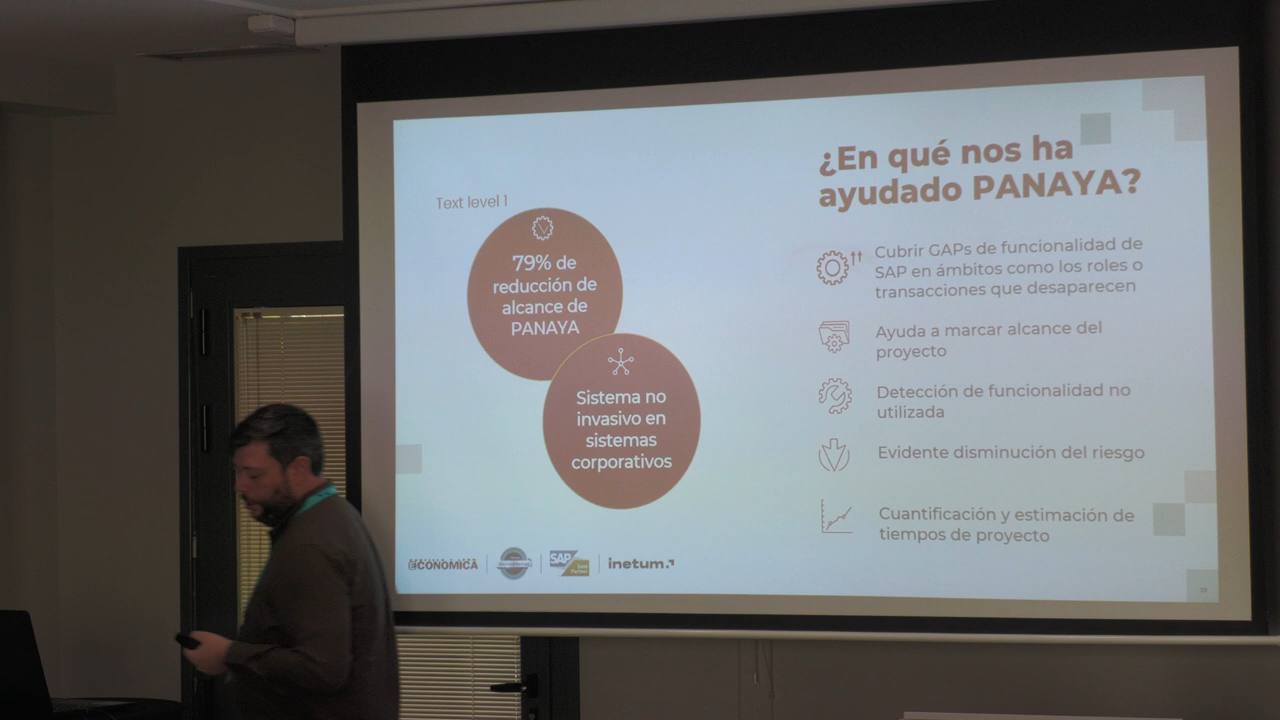 Text level 1
79% de
reducción de
alcance de
PANAYA
Sistema no
invasivo en
sistemas
corporativos
¿En qué nos ha
ayudado PANAYA?
Cubrir GAPs de funcionalidad de
SAP en ámbitos como los roles o
transacciones que desaparecen
Ayuda a marcar alcance del
proyecto
Detección de funcionalidad no
utilizada
Evidente disminución del riesgo
Cuantificación y estimación de
tiempos de proyecto
ECONOMICA
SAP
inetum.